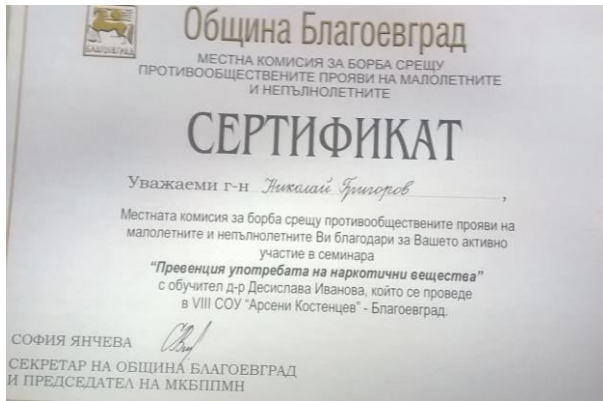 Община Благоевград
БЛАГОЕВГРАД
МЕСТНА КОМИСИЯ ЗА БОРБА СРЕЩУ
ПРОТИВООБЩЕСТВЕНИТЕ ПРОЯВИ НА МАЛОЛЕТНИТЕ
И НЕПЪЛНОЛЕТНИТЕ
СЕРТИФИКАТ
Уважаеми г-н Николай Григоров ,
Местната комисия за борба срещу противообществените прояви на
малолетните и непълнолетните Ви благодари за Вашето активно
участие в семинара
“Превенция употребата на наркотични вещества”
с обучител д-р Десислава Иванова, който се проведе
в VIII СОУ “Арсени Костенцев” - Благоевград.
СОФИЯ ЯНЧЕВА
СЕКРЕТАР НА ОБЩИНА БЛАГОЕВГРАД
И ПРЕДСЕДАТЕЛ НА МКБППМН